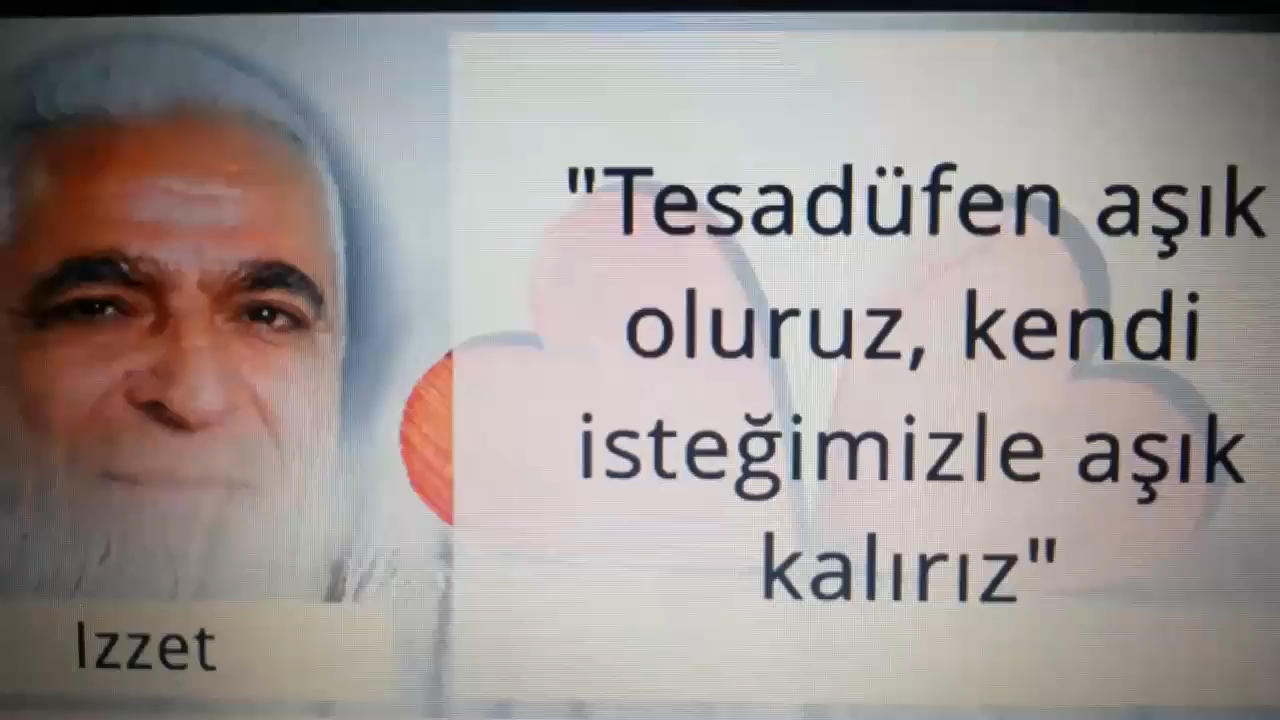 "Tesadüfen aşık
oluruz, kendi
isteğimizle aşık
kalırız"
Izzet